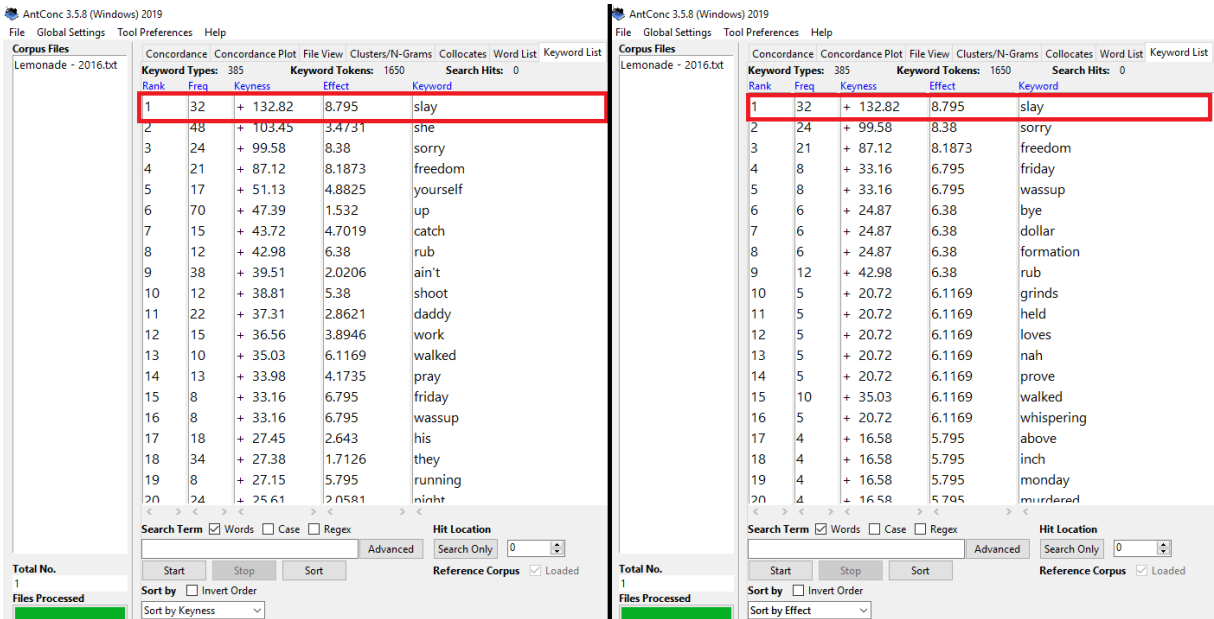 AntConc 3.5.8 (Windows) 2019
File Global Settings Tool Preferences Help
Corpus Files
Lemonade - 2016.txt
Concordance Concordance Plot File View Clusters/N-Grams Collocates Word List Keyword List
Keyword Types: 385 Keyword Tokens: 1650 Search Hits: 0
Rank Freq Keyness Effect Keyword
1 32 + 132.82 8.795 slay
2 48 + 103.45 3.4731 she
3 24 + 99.58 8.38 sorry
4 21 + 87.12 8.1873 freedom
5 17 + 51.13 4.8825 yourself
6 70 + 47.39 1.532 up
7 15 + 43.72 4.7019 catch
8 12 + 42.98 6.38 rub
9 38 + 39.51 2.0206 ain't
10 12 + 38.81 5.38 shoot
11 22 + 37.31 2.8621 daddy
12 15 + 36.56 3.8946 work
13 10 + 35.03 6.1169 walked
14 13 + 33.98 4.1735 pray
15 8 + 33.16 6.795 friday
16 8 + 33.16 6.795 wassup
17 18 + 27.45 2.643 his
18 34 + 27.38 1.7126 they
19 8 + 27.15 5.795 running
20 24 + 25.61 2.0581 night
Search Term Words Case Regex Hit Location
Advanced Search Only 0
Start Stop Sort Reference Corpus Loaded
Sort by Invert Order
Sort by Keyness
Total No.
1
Files Processed
AntConc 3.5.8 (Windows) 2019
File Global Settings Tool Preferences Help
Corpus Files
Lemonade - 2016.txt
Concordance Concordance Plot File View Clusters/N-Grams Collocates Word List Keyword List
Keyword Types: 385 Keyword Tokens: 1650 Search Hits: 0
Rank Freq Keyness Effect Keyword
1 32 + 132.82 8.795 slay
2 24 + 99.58 8.38 sorry
3 21 + 87.12 8.1873 freedom
4 8 + 33.16 6.795 friday
5 8 + 33.16 6.795 wassup
6 6 + 24.87 6.38 bye
7 6 + 24.87 6.38 dollar
8 6 + 24.87 6.38 formation
9 12 + 42.98 6.38 rub
10 5 + 20.72 6.1169 grinds
11 5 + 20.72 6.1169 held
12 5 + 20.72 6.1169 loves
13 5 + 20.72 6.1169 nah
14 5 + 20.72 6.1169 prove
15 10 + 35.03 6.1169 walked
16 5 + 20.72 6.1169 whispering
17 4 + 16.58 5.795 above
18 4 + 16.58 5.795 inch
19 4 + 16.58 5.795 monday
20 4 + 16.58 5.795 murdered
Search Term Words Case Regex Hit Location
Advanced Search Only 0
Start Stop Sort Reference Corpus Loaded
Sort by Invert Order
Sort by Effect
Total No.
1
Files Processed